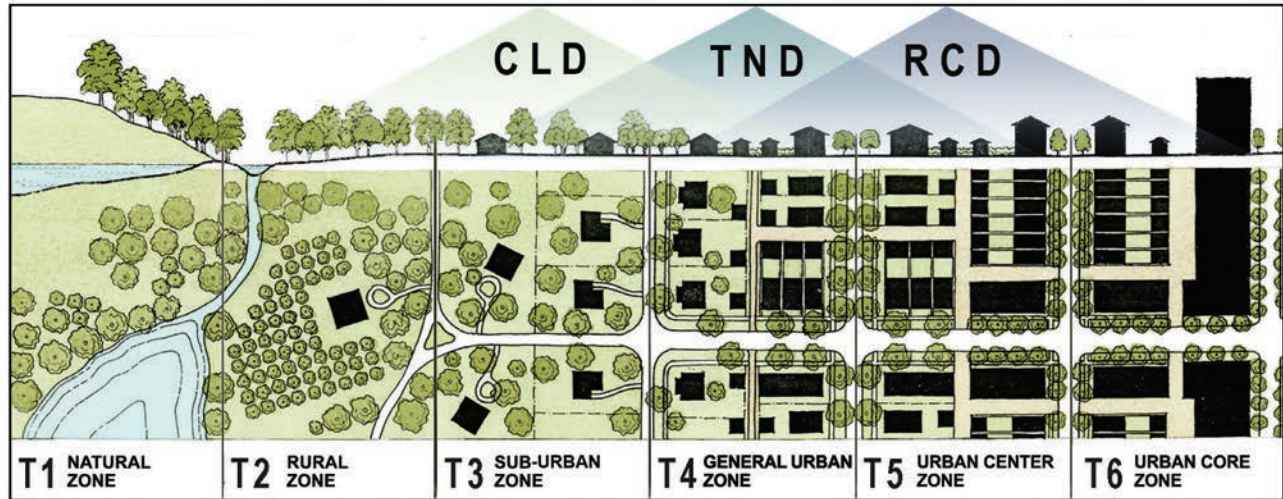 CLD
TND
RCD
T1 NATURAL ZONE
T2 RURAL ZONE
T3 SUB-URBAN ZONE
T4 GENERAL URBAN ZONE
T5 URBAN CENTER ZONE
T6 URBAN CORE ZONE